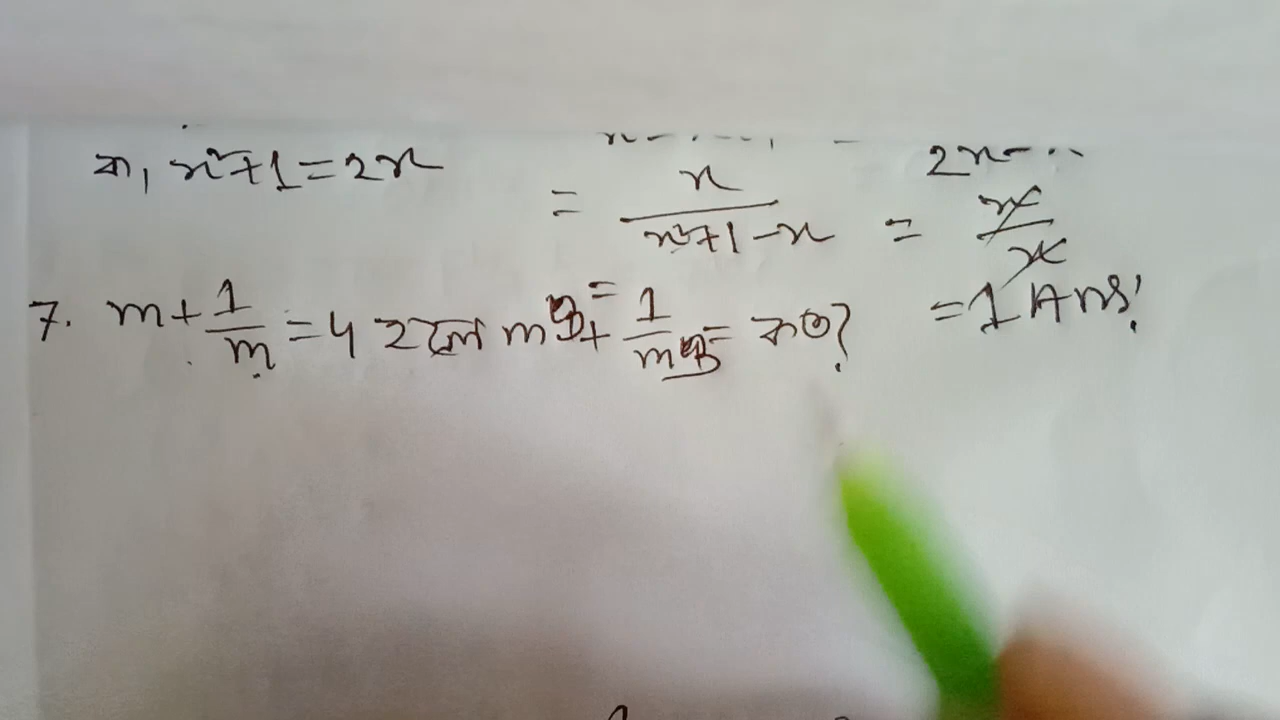 বা, x²+1=2x
= x/(x²+1-x) = x/x
=1 Ans:
7. m+1/m=4 হলে m³+1/m³= কত?